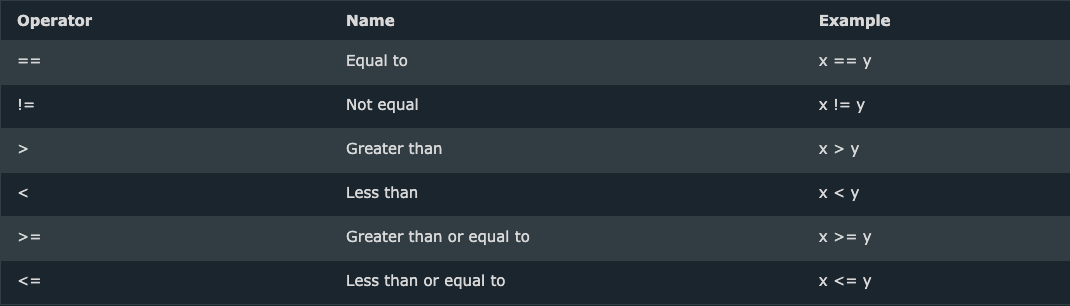 Operator Name Example
== Equal to x == y
!= Not equal x != y
> Greater than x > y
< Less than x < y
>= Greater than or equal to x >= y
<= Less than or equal to x <= y